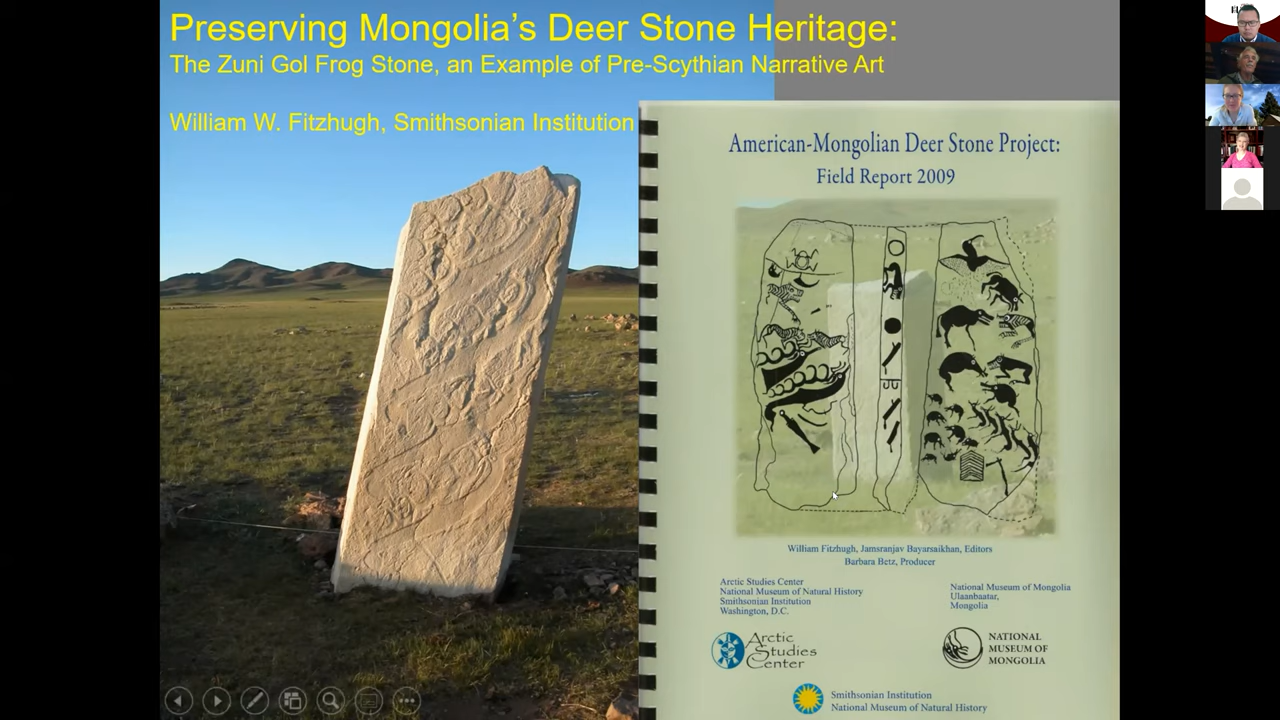 Preserving Mongolia's Deer Stone Heritage:
The Zuni Gol Frog Stone, an Example of Pre-Scythian Narrative Art
William W. Fitzhugh, Smithsonian Institution
American-Mongolian Deer Stone Project:
Field Report 2009
William Fitzhugh, Jamsranjav Bayarsaikhan, Editors
Barbara Betz, Producer
Arctic Studies Center
National Museum of Natural History
Smithsonian Institution
Washington, D.C.
National Museum of Mongolia
Ulaanbaatar,
Mongolia
Arctic
Studies
Center
NATIONAL
MUSEUM OF
MONGOLIA
Smithsonian Institution
National Museum of Natural History